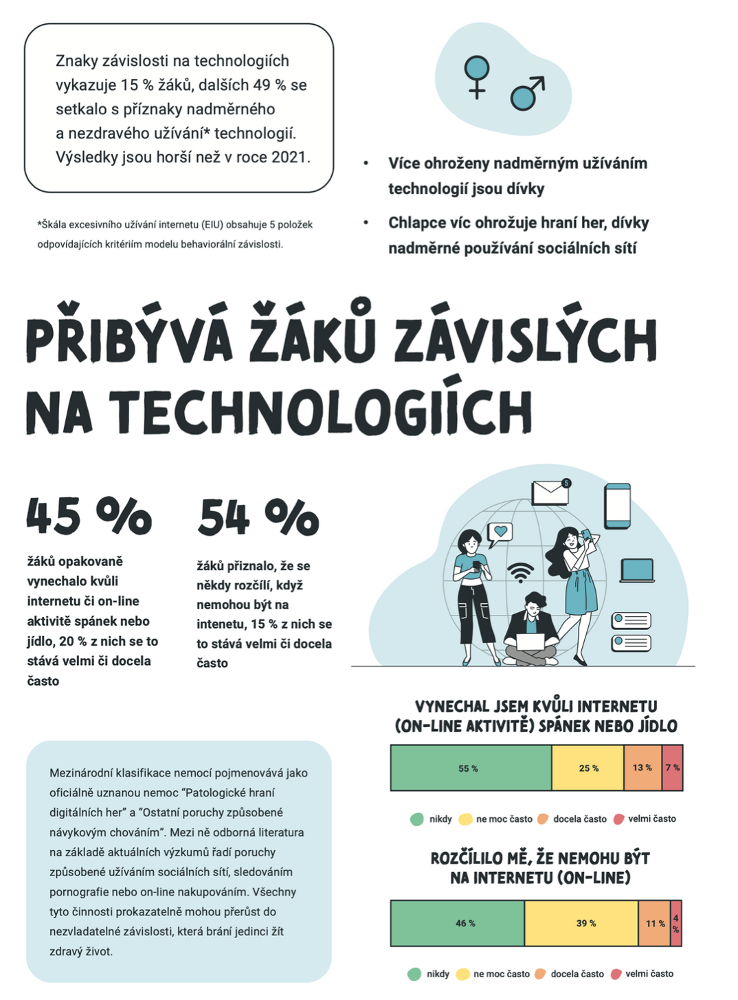 Znaky závislosti na technologiích
vykazuje 15 % žáků, dalších 49 % se
setkalo s příznaky nadměrného
a nezdravého užívání* technologií.
Výsledky jsou horší než v roce 2021.
*Škála excesivního užívání internetu (EIU) obsahuje 5 položek
odpovídajících kritériím modelu behaviorální závislosti.
• Více ohroženy nadměrným užíváním
technologií jsou dívky
• Chlapce víc ohrožuje hraní her, dívky
nadměrné používání sociálních sítí
PŘIBÝVÁ ŽÁKŮ ZÁVISLÝCH
NA TECHNOLOGIÍCH
45 %
žáků opakovaně
vynechalo kvůli
internetu či on-line
aktivitě spánek nebo
jídlo, 20 % z nich se to
stává velmi či docela
často
54 %
žáků přiznalo, že se
někdy rozčílí, když
nemohou být na
intenetu, 15 % z nich se
to stává velmi či docela
často
5
Mezinárodní klasifikace nemocí pojmenovává jako
oficiálně uznanou nemoc “Patologické hraní
digitálních her” a “Ostatní poruchy způsobené
návykovým chováním”. Mezi ně odborná literatura
na základě aktuálních výzkumů řadí poruchy
způsobené užíváním sociálních sítí, sledováním
pornografie nebo on-line nakupováním. Všechny
tyto činnosti prokazatelně mohou přerůst do
nezvladatelné závislosti, která brání jedinci žít
zdravý život.
VYNECHAL JSEM KVŮLI INTERNETU
(ON-LINE AKTIVITĚ) SPÁNEK NEBO JÍDLO
55 % 25 % 13 % 7 %
nikdy ne moc často docela často velmi často
ROZČÍLILO MĚ, ŽE NEMOHU BÝT
NA INTERNETU (ON-LINE)
46 % 39 % 11 % 4 %
nikdy ne moc často docela často velmi často